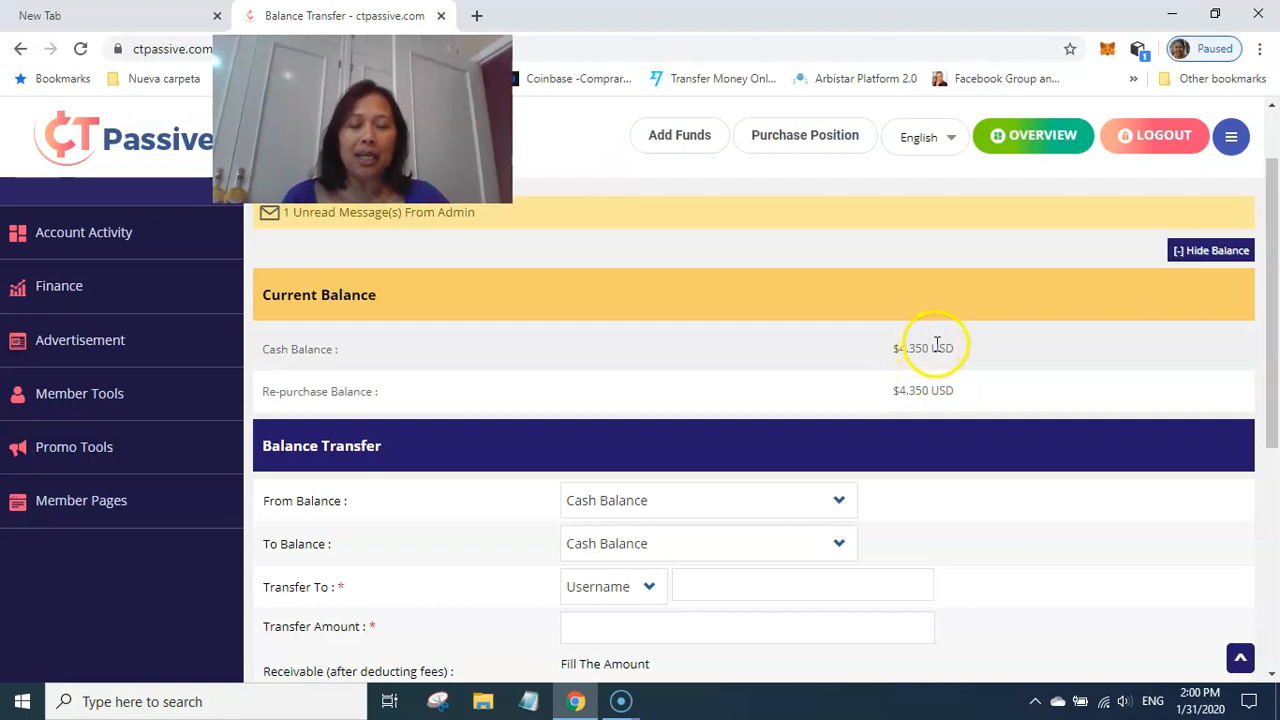 New Tab
Balance Transfer - ctpassive.com
ctpassive.com
Paused
Bookmarks
Nueva carpeta
Coinbase -Comprar...
Transfer Money Onl...
Arbistar Platform 2.0
Facebook Group an...
Other bookmarks
CT Passive
Add Funds
Purchase Position
English
OVERVIEW
LOGOUT
1 Unread Message(s) From Admin
[-] Hide Balance
Account Activity
Finance
Advertisement
Member Tools
Promo Tools
Member Pages
Current Balance
Cash Balance : $4.350 USD
Re-purchase Balance : $4.350 USD
Balance Transfer
From Balance : Cash Balance
To Balance : Cash Balance
Transfer To : * Username
Transfer Amount : *
Receivable (after deducting fees) : Fill The Amount
Type here to search
ENG
2:00 PM
1/31/2020
1